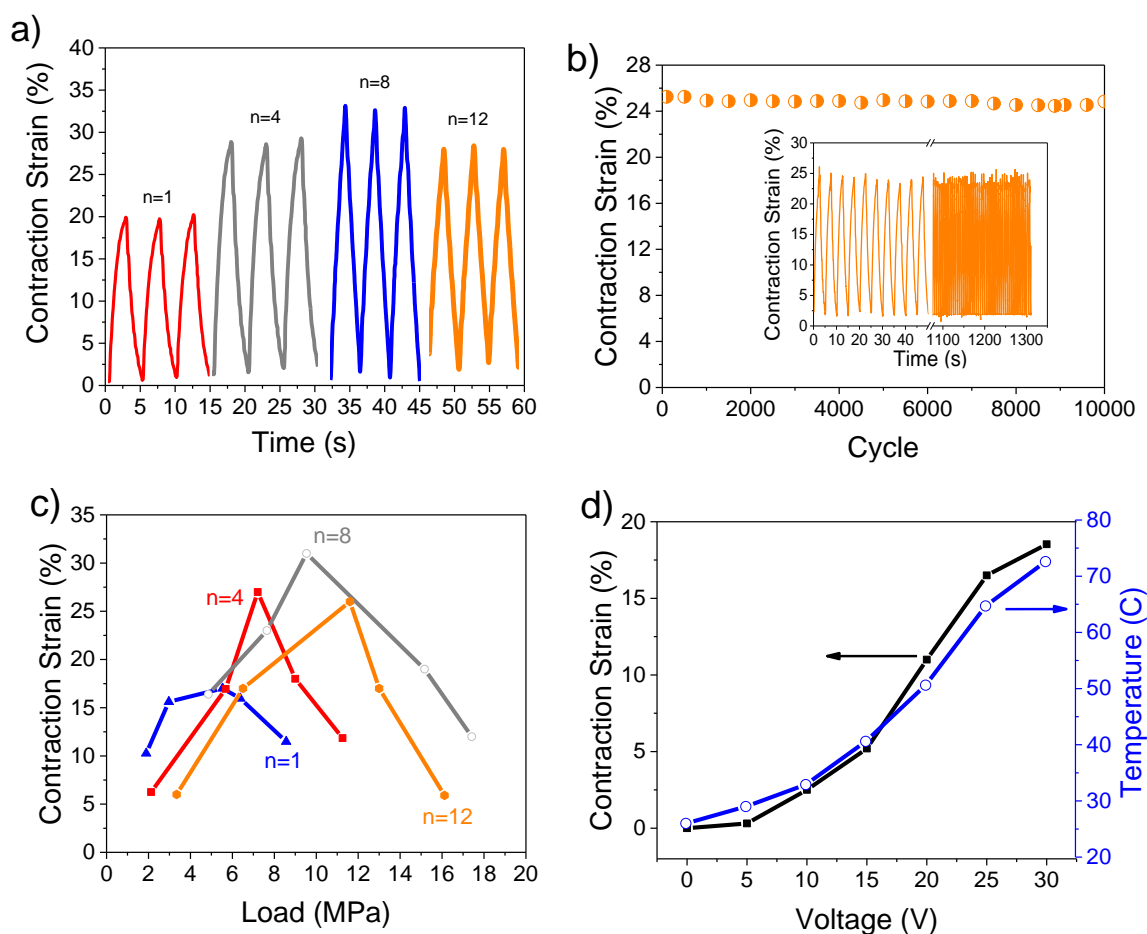 a)
Contraction Strain (%)
40
35
30
25
20
15
10
5
0
n=1
n=4
n=8
n=12
0 5 10 15 20 25 30 35 40 45 50 55 60
Time (s)
b)
Contraction Strain (%)
28
24
20
16
12
8
4
0
Contraction Strain (%)
30
25
20
15
10
5
0
0 10 20 30 40 1100 1200 1300
Time (s)
0 2000 4000 6000 8000 10000
Cycle
c)
Contraction Strain (%)
35
30
25
20
15
10
5
0
n=8
n=4
n=1
n=12
0 2 4 6 8 10 12 14 16 18 20
Load (MPa)
d)
Contraction Strain (%)
20
15
10
5
0
80
70
60
50
40
30
20
Temperature (C)
0 5 10 15 20 25 30
Voltage (V)